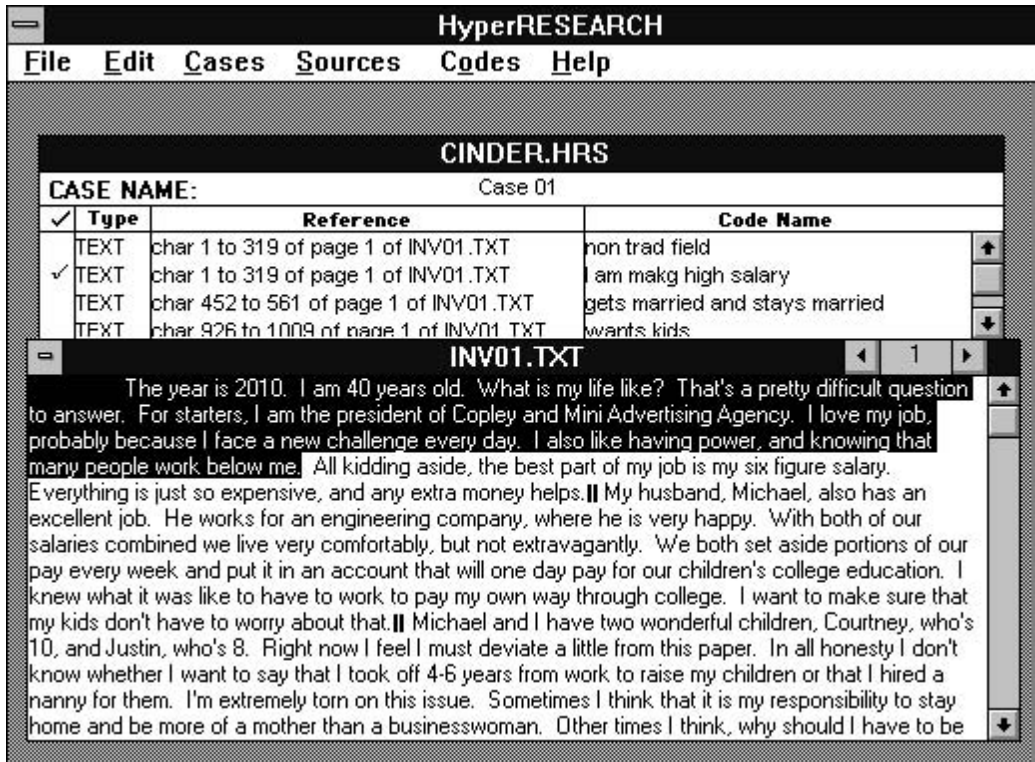 HyperRESEARCH
File Edit Cases Sources Codes Help
CINDER.HRS
CASE NAME: Case 01
✓ Type Reference Code Name
TEXT char 1 to 319 of page 1 of INV01.TXT non trad field
✓ TEXT char 1 to 319 of page 1 of INV01.TXT I am makg high salary
TEXT char 452 to 561 of page 1 of INV01.TXT gets married and stays married
TEXT char 926 to 1009 of page 1 of INV01.TXT wants kids
INV01.TXT 1
The year is 2010. I am 40 years old. What is my life like? That's a pretty difficult question
to answer. For starters, I am the president of Copley and Mini Advertising Agency. I love my job,
probably because I face a new challenge every day. I also like having power, and knowing that
many people work below me. All kidding aside, the best part of my job is my six figure salary.
Everything is just so expensive, and any extra money helps.|| My husband, Michael, also has an
excellent job. He works for an engineering company, where he is very happy. With both of our
salaries combined we live very comfortably, but not extravagantly. We both set aside portions of our
pay every week and put it in an account that will one day pay for our children's college education. I
knew what it was like to have to work to pay my own way through college. I want to make sure that
my kids don't have to worry about that.|| Michael and I have two wonderful children, Courtney, who's
10, and Justin, who's 8. Right now I feel I must deviate a little from this paper. In all honesty I don't
know whether I want to say that I took off 4-6 years from work to raise my children or that I hired a
nanny for them. I'm extremely torn on this issue. Sometimes I think that it is my responsibility to stay
home and be more of a mother than a businesswoman. Other times I think, why should I have to be